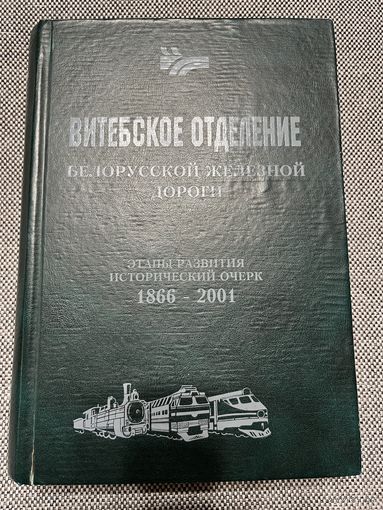 ВИТЕБСКОЕ ОТДЕЛЕНИЕ
БЕЛОРУССКОЙ ЖЕЛЕЗНОЙ
ДОРОГИ
ЭТАПЫ РАЗВИТИЯ
ИСТОРИЧЕСКИЙ ОЧЕРК
1866 - 2001